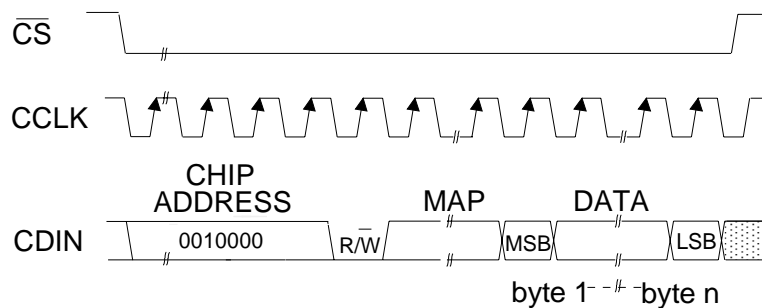 CS
CCLK
CHIP
ADDRESS
MAP
DATA
CDIN
0010000
R/W
MSB
LSB
byte 1
byte n